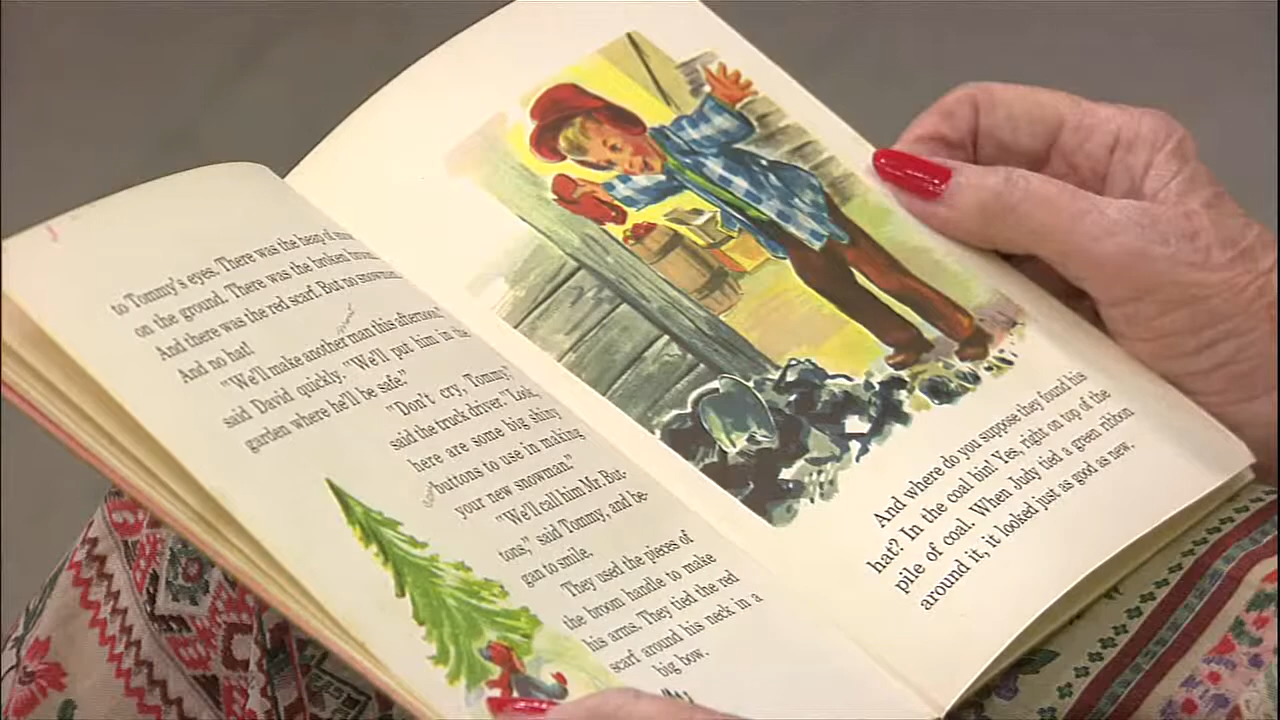 to Tommy's eyes. There was the heap of snow
on the ground. There was the broken broom
And there was the red scarf. But no snowman
And no hat!
"We'll make another man this afternoon,"
said David quickly. "We'll put him in the
garden where he'll be safe."
"Don't cry, Tommy,"
said the truck driver. "Look,
here are some big shiny
buttons to use in making
your new snowman."
"We'll call him Mr. But-
tons," said Tommy, and be-
gan to smile.
They used the pieces of
the broom handle to make
his arms. They tied the red
scarf around his neck in a
big bow.
And where do you suppose they found his
hat? In the coal bin! Yes, right on top of the
pile of coal. When Judy tied a green ribbon
around it, it looked just as good as new.